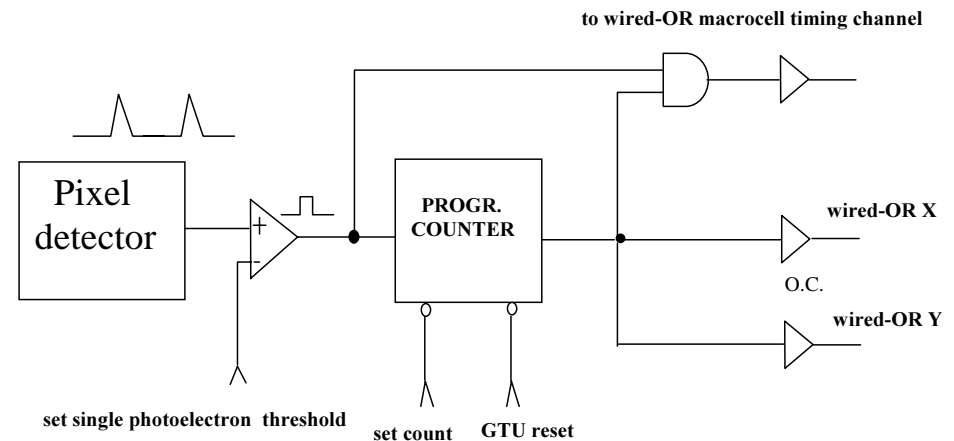 to wired-OR macrocell timing channel
Pixel
detector
+
-
PROGR.
COUNTER
wired-OR X
O.C.
wired-OR Y
set single photoelectron threshold
set count
GTU reset